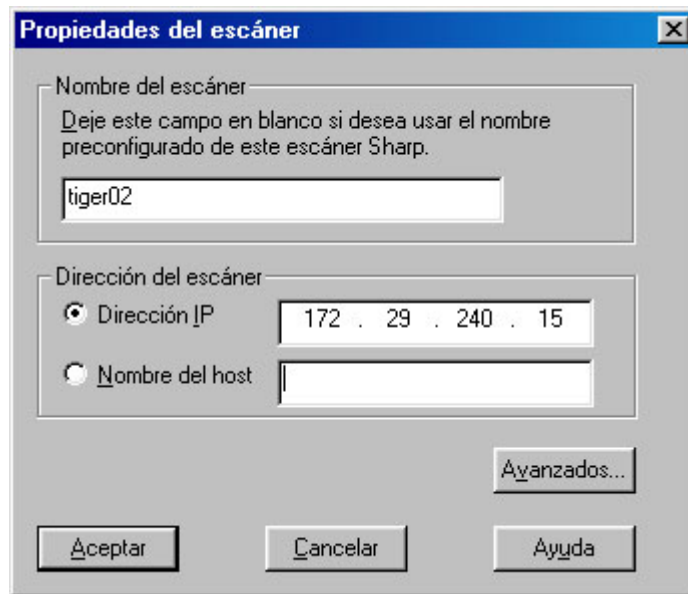 Propiedades del escáner
Nombre del escáner
Deje este campo en blanco si desea usar el nombre
preconfigurado de este escáner Sharp.
tiger02
Dirección del escáner
Dirección IP 172 . 29 . 240 . 15
Nombre del host
Avanzados...
Aceptar Cancelar Ayuda